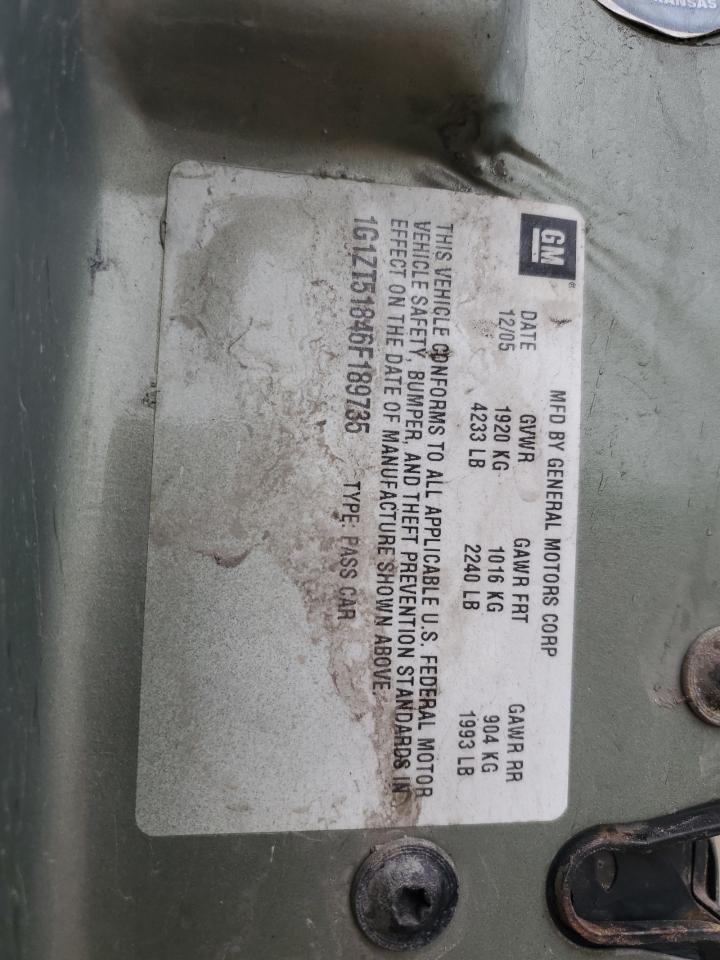 GM
MFD BY GENERAL MOTORS CORP
DATE GVWR GAWR FRT GAWR RR
12/05 1920 KG 1016 KG 904 KG
4233 LB 2240 LB 1993 LB
THIS VEHICLE CONFORMS TO ALL APPLICABLE U.S. FEDERAL MOTOR
VEHICLE SAFETY, BUMPER, AND THEFT PREVENTION STANDARDS IN
EFFECT ON THE DATE OF MANUFACTURE SHOWN ABOVE.
1G1ZT51846F189735 TYPE: PASS CAR
KANSAS